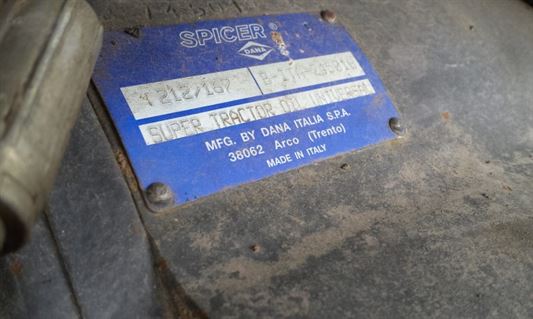 SPICER®
DANA
212/167
SUPER TRACTOR OIL UNIVERSAL
MFG. BY DANA ITALIA S.P.A.
38062 Arco (Trento)
MADE IN ITALY